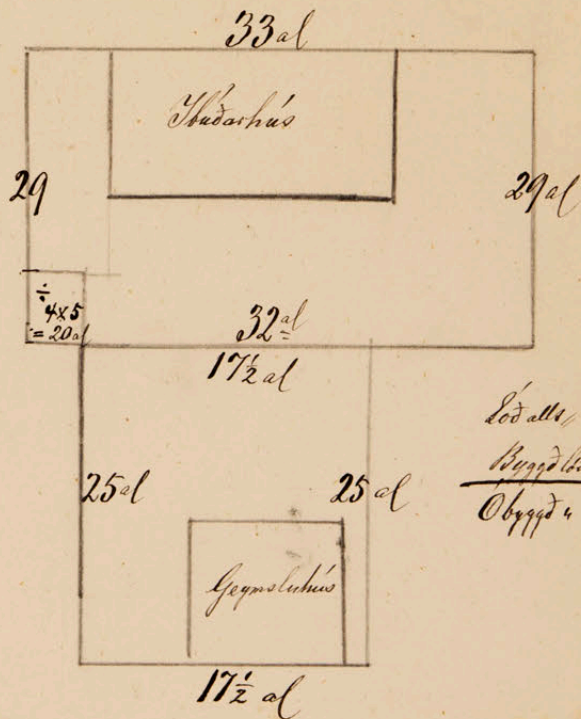 33 al
Íbúðarhús
29
29 al
÷
4x5
= 20 al
32 al
17½ al
Lóð alls "
25 al
25 al
Byggð
Óbyggð "
Geymsluhús
17½ al